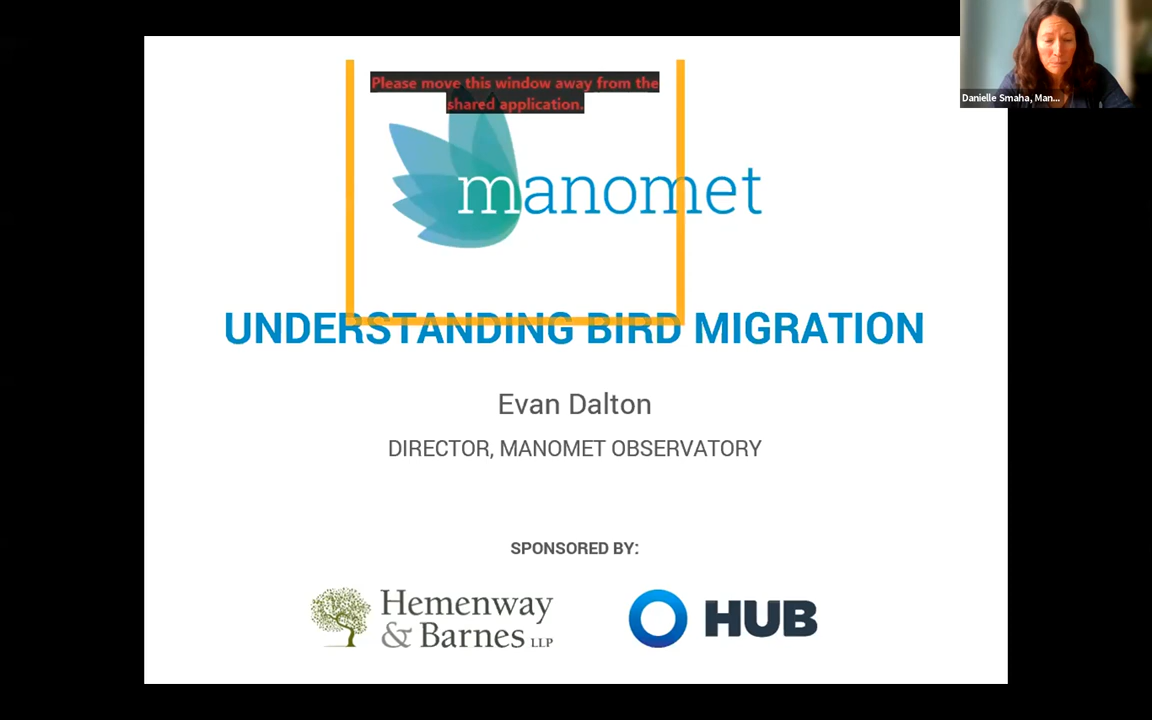 Please move this window away from the
shared application.
Danielle Smaha, Man...
manomet
UNDERSTANDING BIRD MIGRATION
Evan Dalton
DIRECTOR, MANOMET OBSERVATORY
SPONSORED BY:
Hemenway
& Barnes LLP
HUB